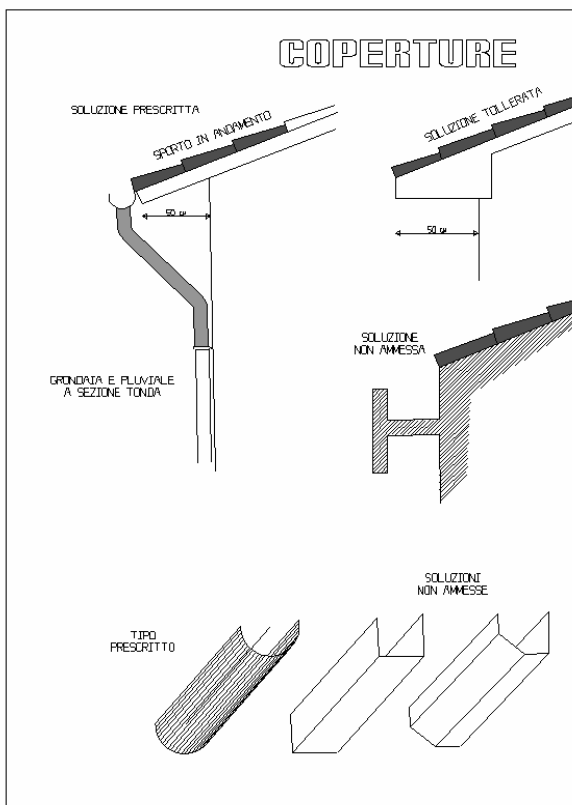 COPERTURE
SOLUZIONE PRESCRITTA
SPORTO IN ANDAMENTO
50 cm
GRONDAIA E PLUVIALE
A SEZIONE TONDA
SOLUZIONE TOLLERATA
50 cm
SOLUZIONE
NON AMMESSA
TIPO
PRESCRITTO
SOLUZIONI
NON AMMESSE